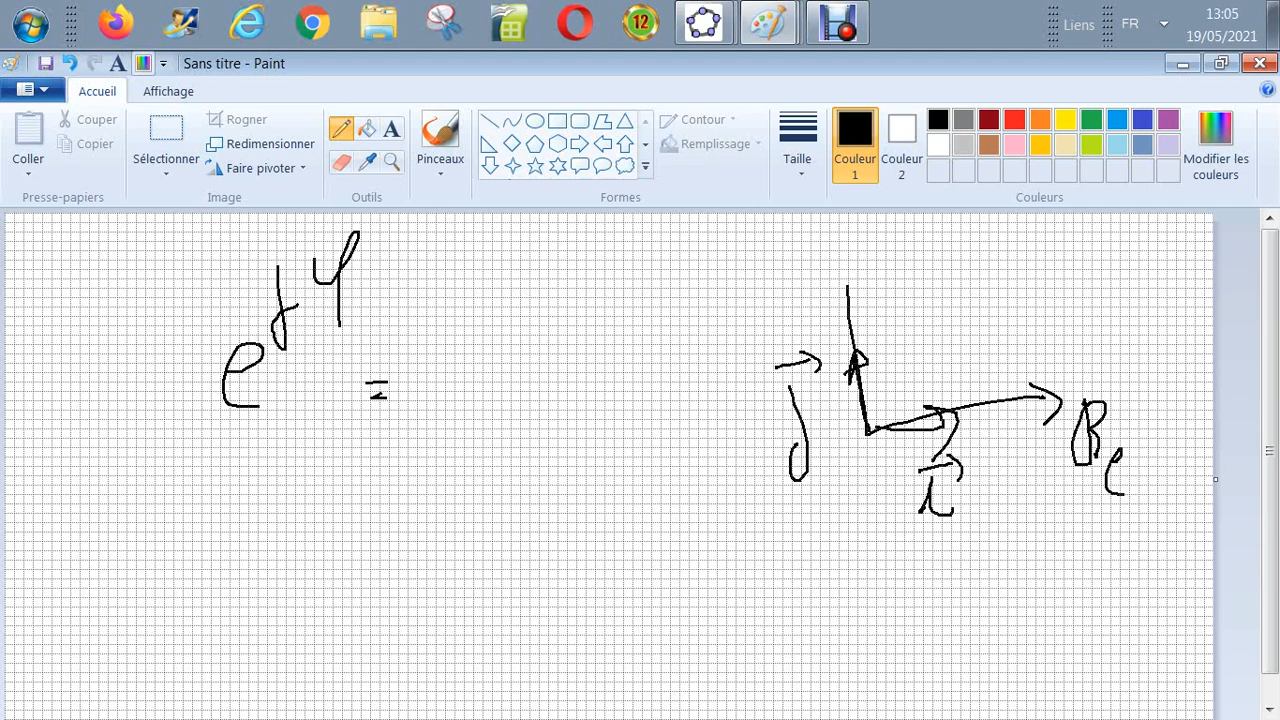 12
Liens
FR
13:05
19/05/2021
Sans titre - Paint
Accueil
Affichage
Coller
Couper
Copier
Presse-papiers
Sélectionner
Rogner
Redimensionner
Faire pivoter
Image
A
Outils
Pinceaux
Contour
Remplissage
Formes
Taille
Couleur 1
Couleur 2
Modifier les couleurs
Couleurs
e^{jφ} =
j
i
Re